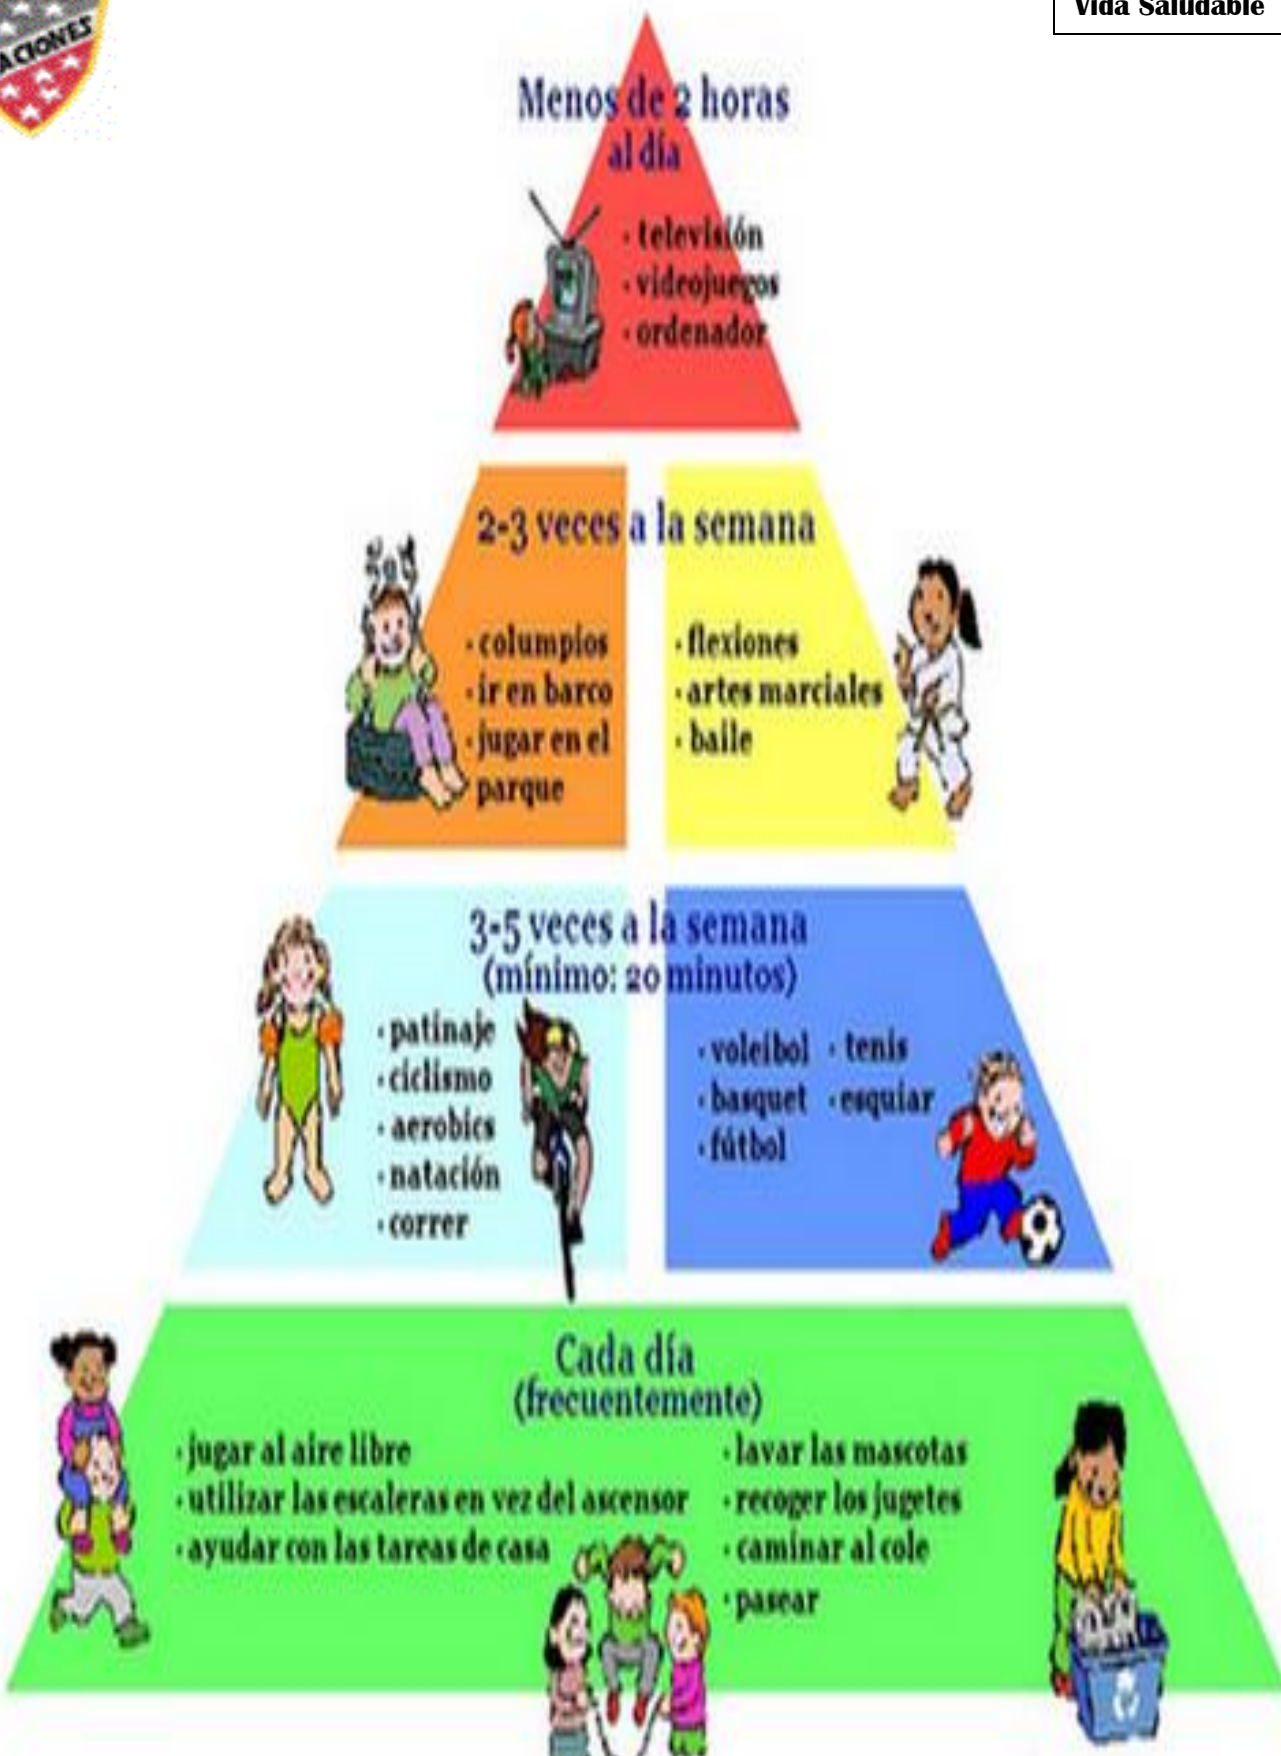 ACIONES
Vida Saludable
Menos de 2 horas
al día
· televisión
· videojuegos
· ordenador
2-3 veces a la semana
· columpios
· ir en barco
· jugar en el
parque
· flexiones
· artes marciales
· baile
3-5 veces a la semana
(mínimo: 20 minutos)
· patinaje
· ciclismo
· aerobics
· natación
· correr
· voleibol · tenis
· basquet · esquiar
· fútbol
Cada día
(frecuentemente)
· jugar al aire libre
· utilizar las escaleras en vez del ascensor
· ayudar con las tareas de casa
· lavar las mascotas
· recoger los jugetes
· caminar al cole
· pasear